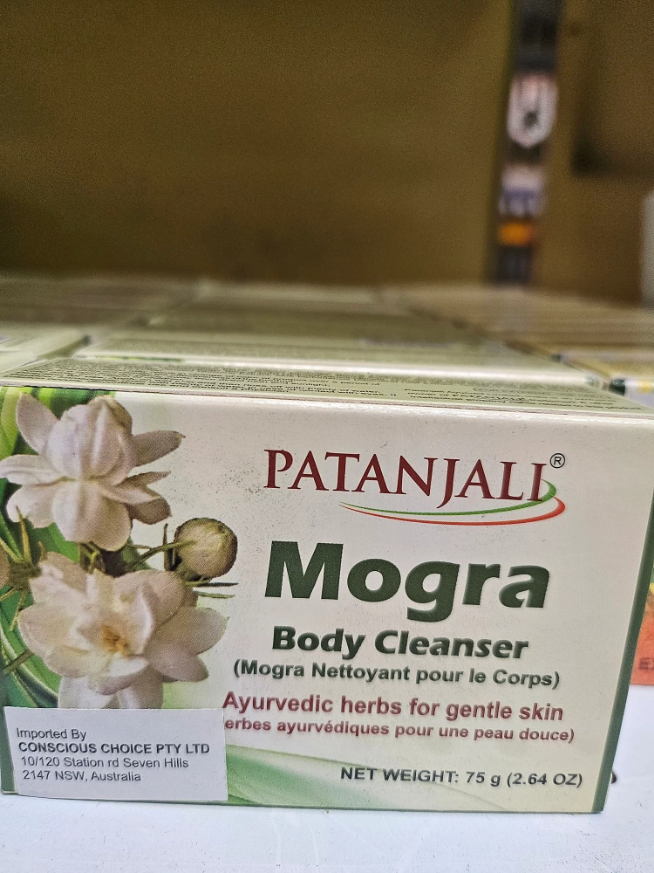 PATANJALI®
Mogra
Body Cleanser
(Mogra Nettoyant pour le Corps)
Ayurvedic herbs for gentle skin
erbes ayurvédiques pour une peau douce)
NET WEIGHT: 75 g (2.64 OZ)
Imported By
CONSCIOUS CHOICE PTY LTD
10/120 Station rd Seven Hills
2147 NSW, Australia